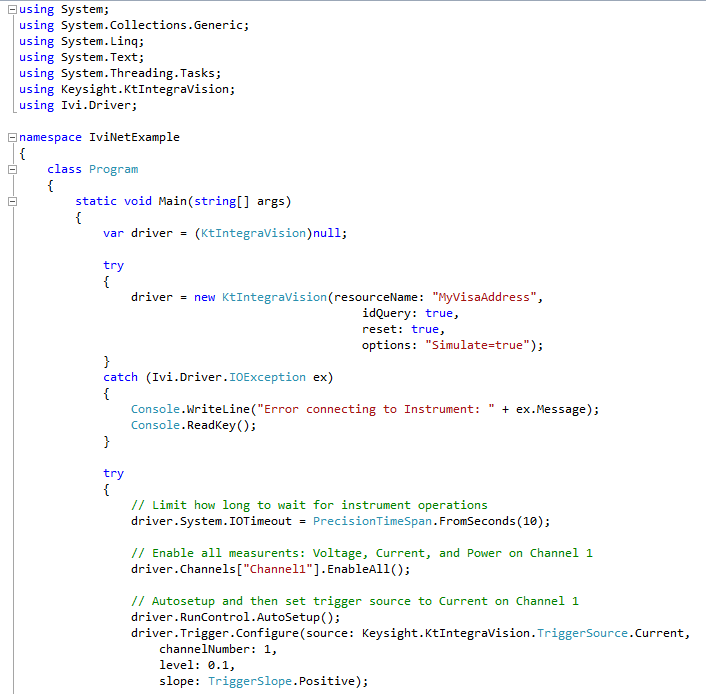 using System;
using System.Collections.Generic;
using System.Linq;
using System.Text;
using System.Threading.Tasks;
using Keysight.KtIntegraVision;
using Ivi.Driver;
namespace IviNetExample
{
class Program
{
static void Main(string[] args)
{
var driver = (KtIntegraVision)null;
try
{
driver = new KtIntegraVision(resourceName: "MyVisaAddress",
idQuery: true,
reset: true,
options: "Simulate=true");
}
catch (Ivi.Driver.IOException ex)
{
Console.WriteLine("Error connecting to Instrument: " + ex.Message);
Console.ReadKey();
}
try
{
// Limit how long to wait for instrument operations
driver.System.IOTimeout = PrecisionTimeSpan.FromSeconds(10);
// Enable all measurents: Voltage, Current, and Power on Channel 1
driver.Channels["Channel1"].EnableAll();
// Autosetup and then set trigger source to Current on Channel 1
driver.RunControl.AutoSetup();
driver.Trigger.Configure(source: Keysight.KtIntegraVision.TriggerSource.Current,
channelNumber: 1,
level: 0.1,
slope: TriggerSlope.Positive);